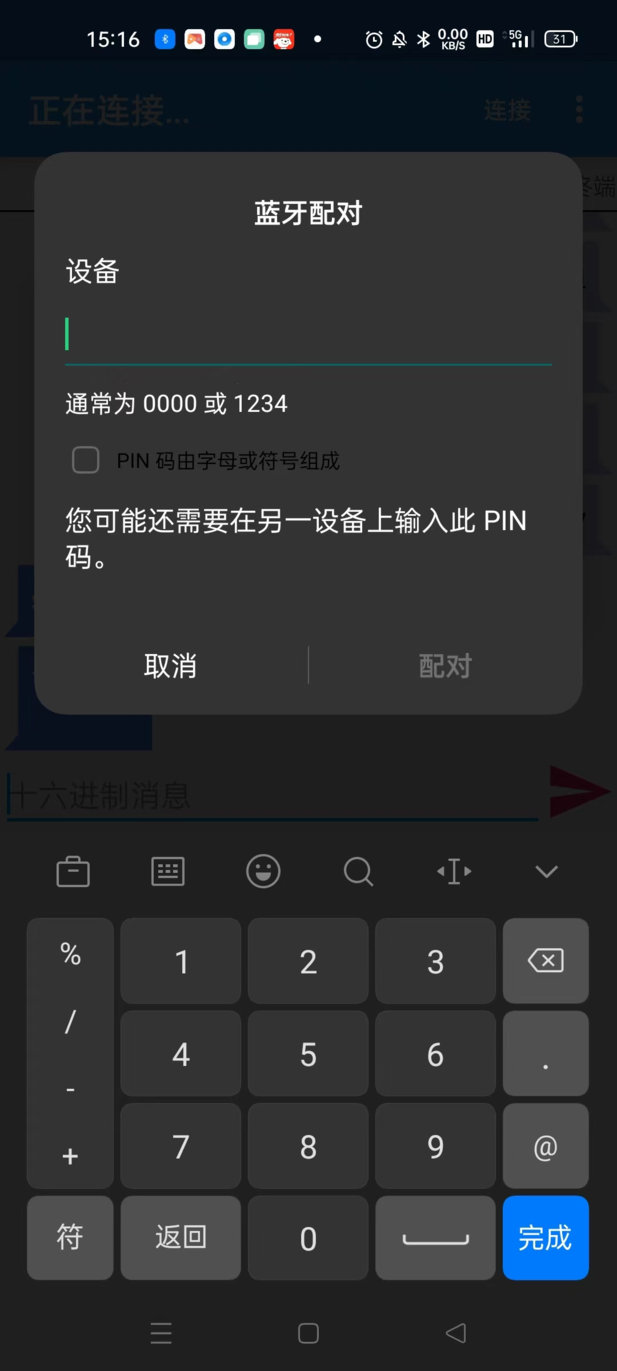 15:16 0.00 KB/S HD 5G 31
正在连接... 连接
终端
蓝牙配对
设备
通常为 0000 或 1234
PIN 码由字母或符号组成
您可能还需要在另一设备上输入此 PIN
码。
取消 配对
十六进制消息
% 1 2 3
/ 4 5 6 .
- 7 8 9 @
+
符 返回 0 完成